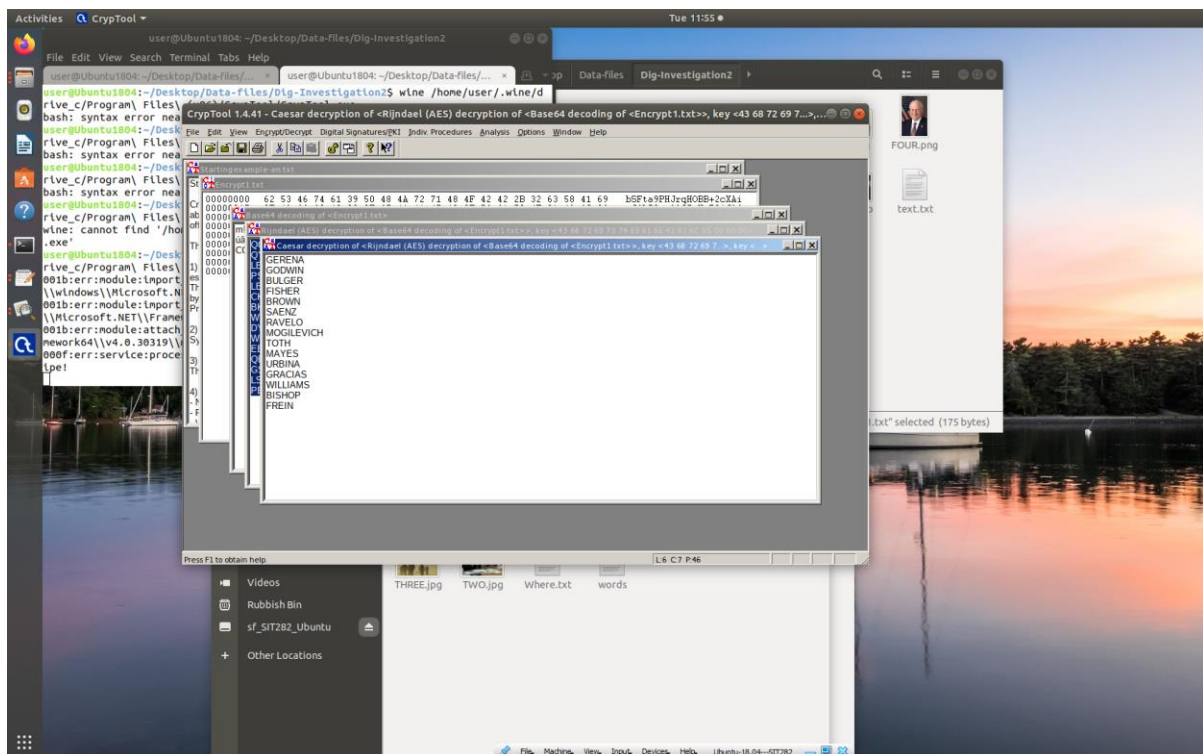 Activities CrypTool Tue 11:55
user@Ubuntu1804: ~/Desktop/Data-files/Dig-Investigation2
File Edit View Search Terminal Tabs Help
user@Ubuntu1804: ~/Desktop/Data-files/... × user@Ubuntu1804: ~/Desktop/Data-files/... ×
Data-files Dig-Investigation2
user@Ubuntu1804:~/Desktop/Data-files/Dig-Investigation2$ wine /home/user/.wine/d
rive_c/Program\ Files\
bash: syntax error nea
user@Ubuntu1804:~/Desk
rive_c/Program\ Files\
bash: syntax error nea
user@Ubuntu1804:~/Desk
rive_c/Program\ Files\
bash: syntax error nea
user@Ubuntu1804:~/Desk
rive_c/Program\ Files\
wine: cannot find '/ho
.exe'
user@Ubuntu1804:~/Desk
rive_c/Program\ Files\
001b:err:module:import
\\windows\\Microsoft.N
001b:err:module:import
\\Microsoft.NET\\Frame
001b:err:module:attach
mework64\\v4.0.30319\\
000f:err:service:proce
ipe!
CrypTool 1.4.41 - Caesar decryption of <Rijndael (AES) decryption of <Base64 decoding of <Encrypt1.txt>>, key <43 68 72 69 7...>,...
File Edit View Encrypt/Decrypt Digital Signatures/PKI Indiv. Procedures Analysis Options Window Help
startingexample-en.txt
Encrypt1.txt
00000000 62 53 46 74 61 39 50 48 4A 72 71 48 4F 42 42 2B 32 63 58 41 69 bSFta9PHJrqHOBB+2cXAi
Base64 decoding of <Encrypt1.txt>
Caesar decryption of <Rijndael (AES) decryption of <Base64 decoding of <Encrypt1.txt>>, key <43 68 72 69 7...>, key <...>
GERENA
GODWIN
BULGER
FISHER
BROWN
SAENZ
RAVELO
MOGILEVICH
TOTH
MAYES
URBINA
GRACIAS
WILLIAMS
BISHOP
FREIN
Press F1 to obtain help. L:6 C:7 P:46
FOUR.png
text.txt
.txt" selected (175 bytes)
THREE.jpg TWO.jpg Where.txt words
Videos
Rubbish Bin
sf_SIT282_Ubuntu
Other Locations
File Machine View Input Devices Help Ubuntu-18.04---SIT282